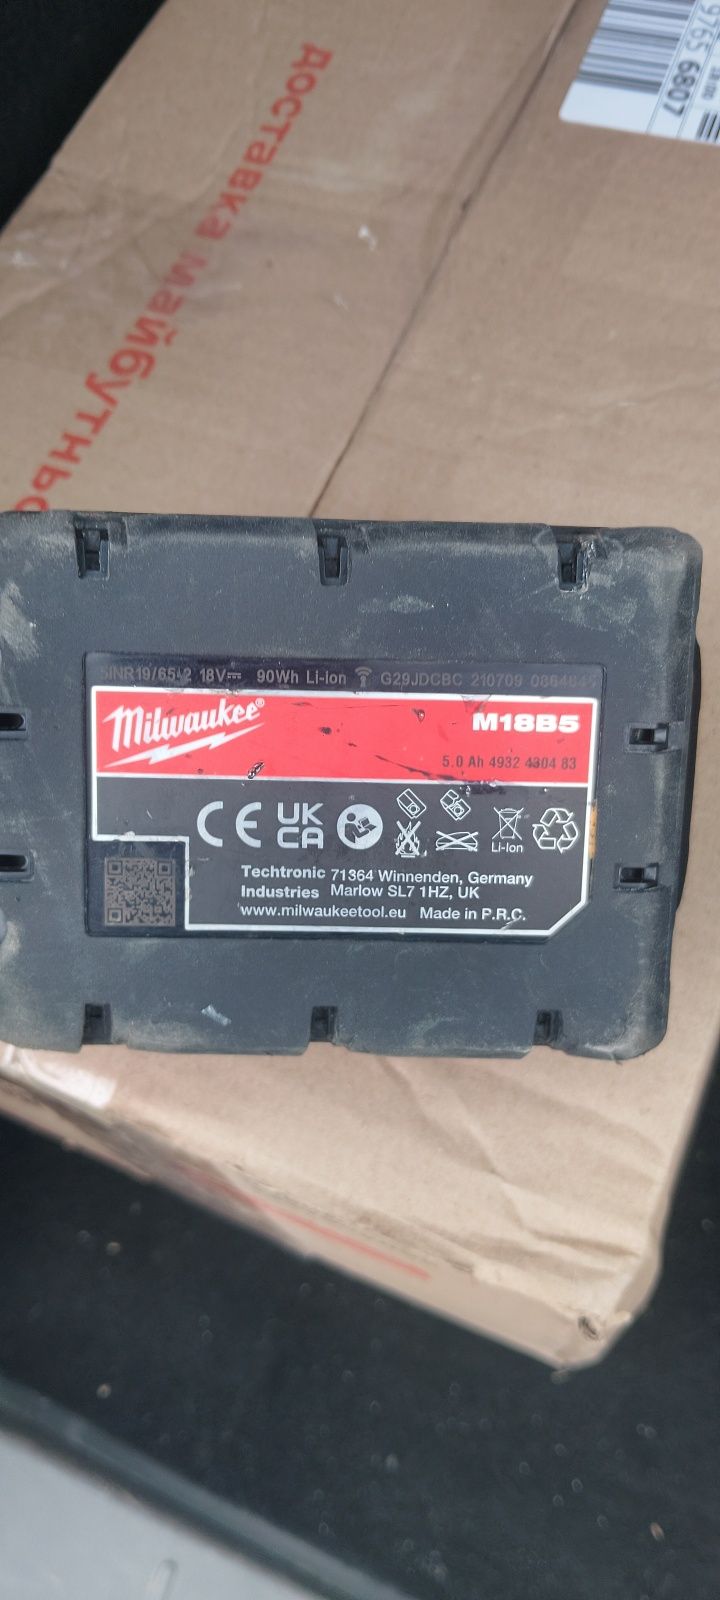 9765 6807
доставка майбутньо
5INR19/65-2 18V⎓ 90Wh Li-Ion G29JDCBC 210709
Milwaukee®
M18B5
5.0 Ah 4932 4304 83
CE UK CA
Li-Ion
Techtronic Industries
71364 Winnenden, Germany
Marlow SL7 1HZ, UK
www.milwaukeetool.eu Made in P.R.C.